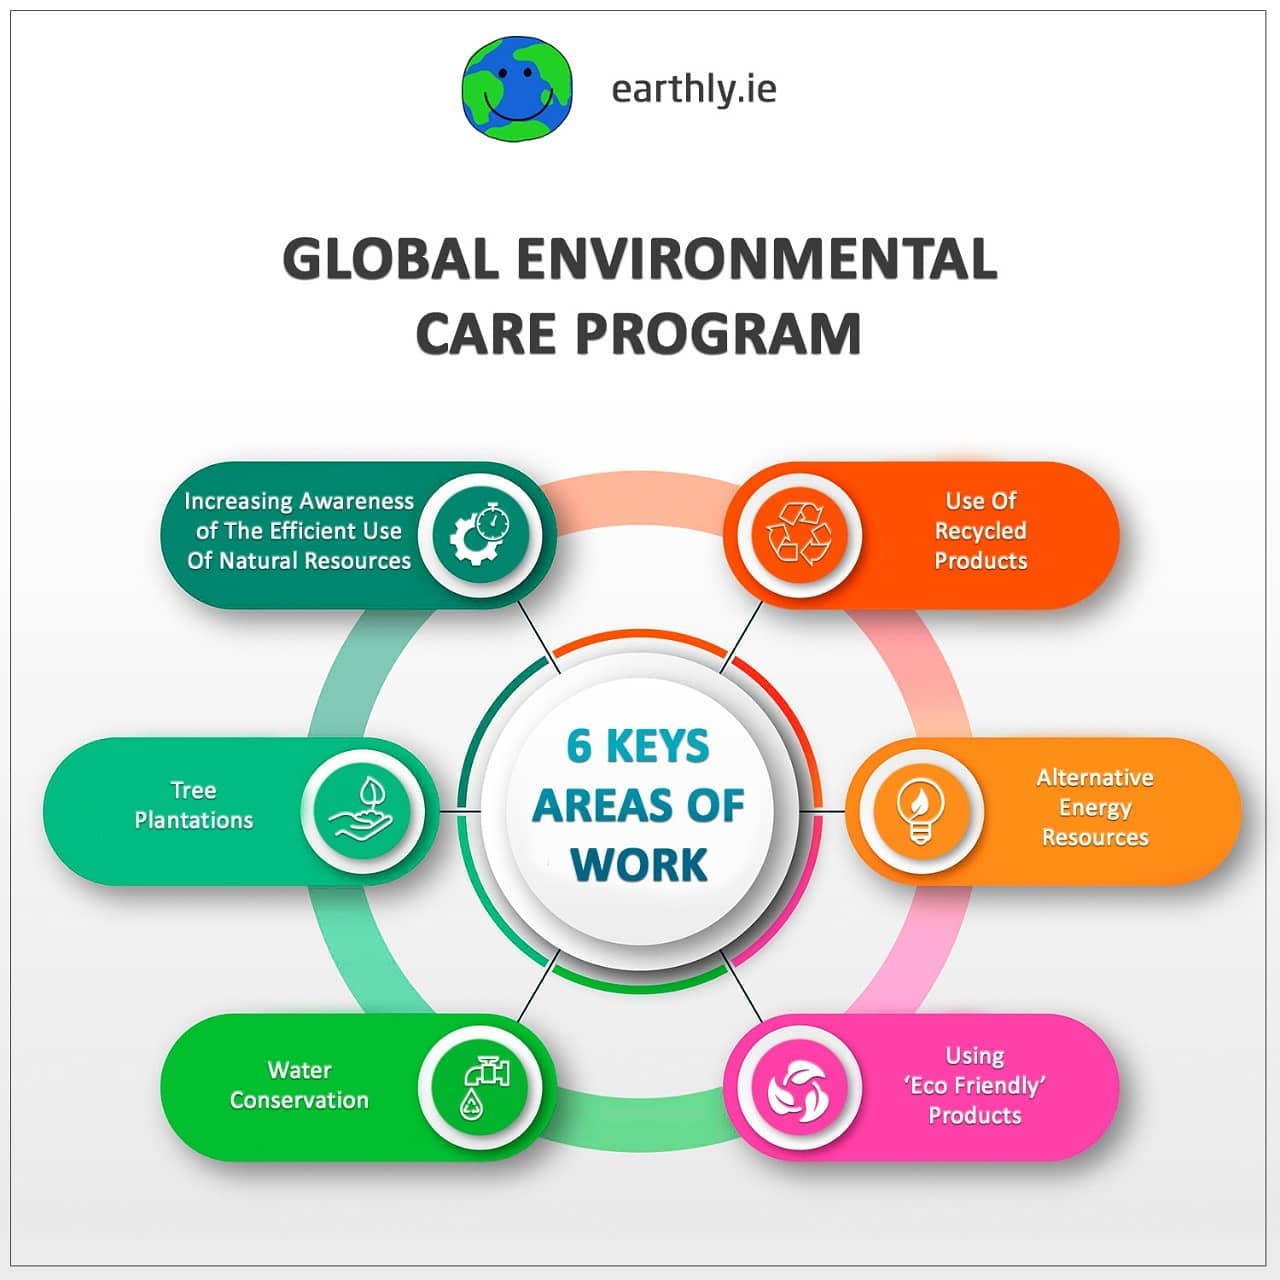 earthly.ie
GLOBAL ENVIRONMENTAL
CARE PROGRAM
Increasing Awareness
of The Efficient Use
Of Natural Resources
Use Of
Recycled
Products
Tree
Plantations
6 KEYS
AREAS OF
WORK
Alternative
Energy
Resources
Water
Conservation
Using
‘Eco Friendly’
Products